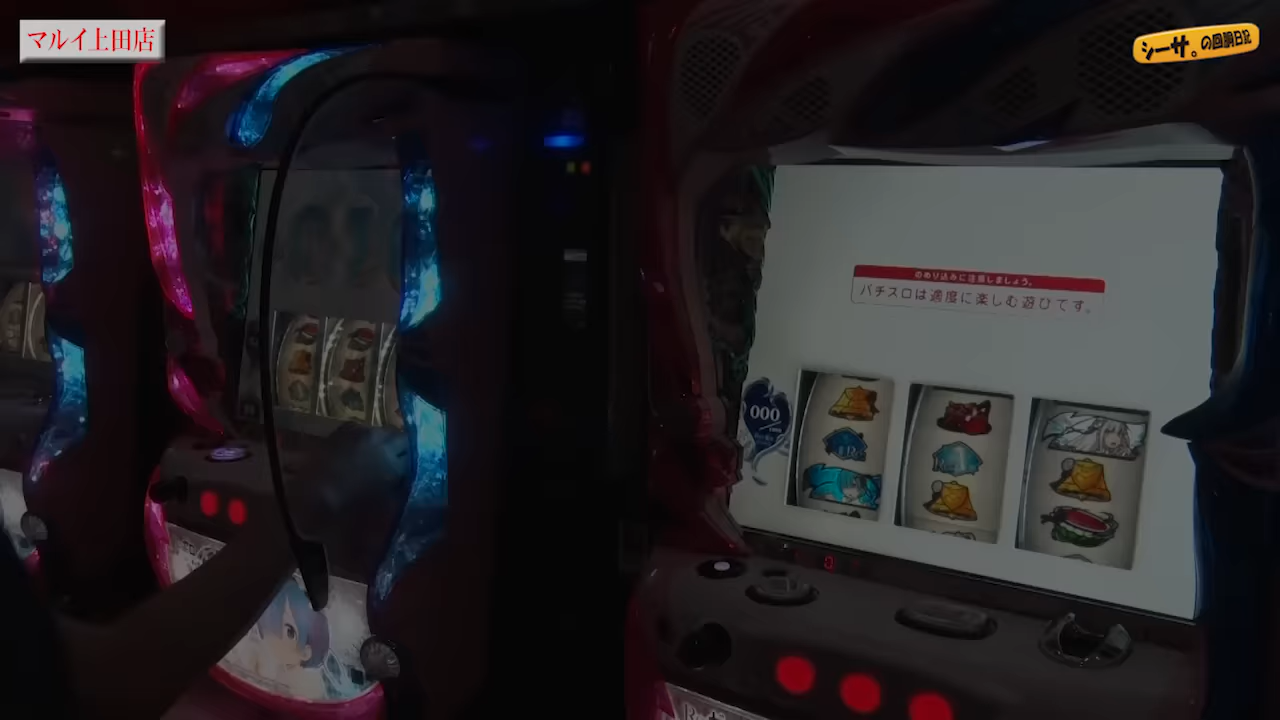 マルイ上田店
シーサ。の回胴日記
のめり込みに注意しましょう。
パチスロは適度に楽しむ遊びです。
000
0